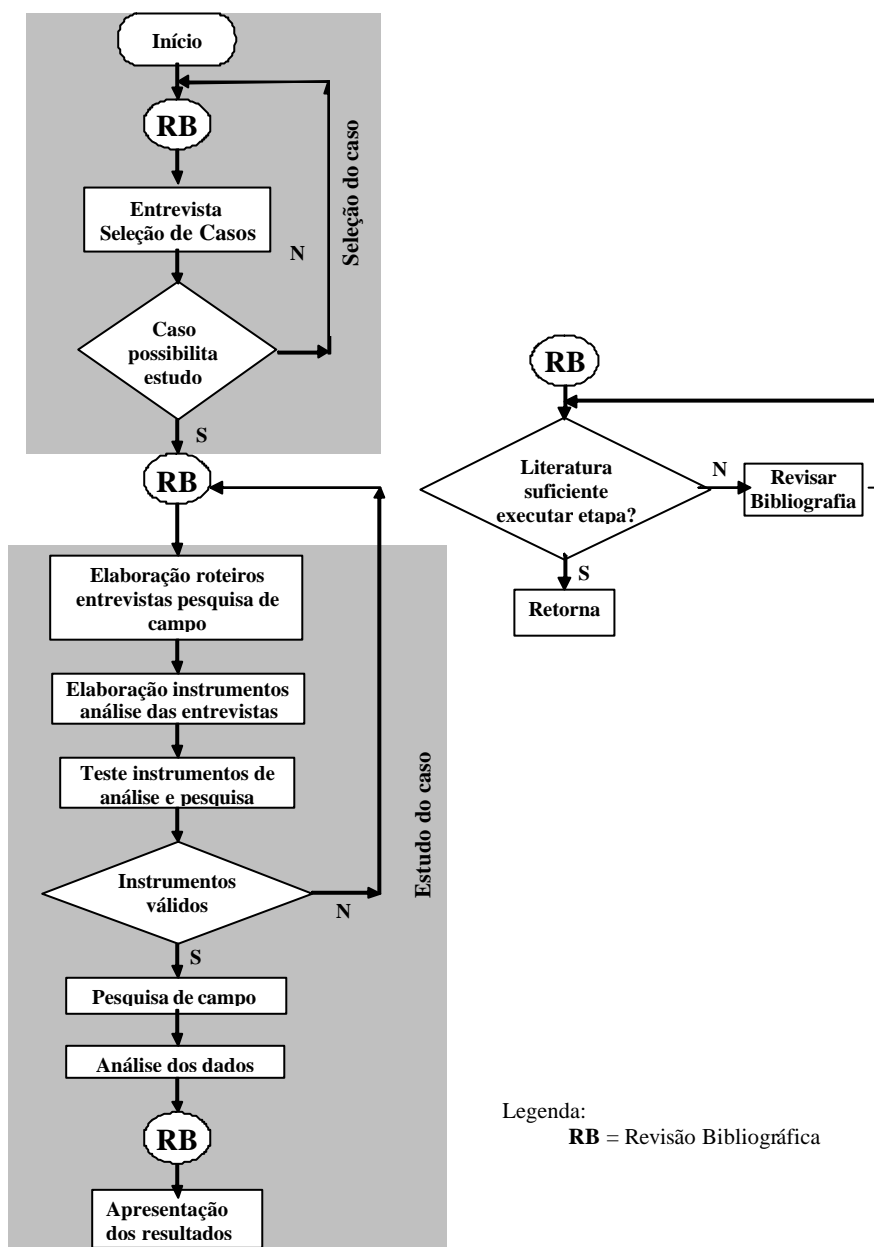 Início
RB
Entrevista
Seleção de Casos
N
Seleção do caso
Caso
possibilita
estudo
S
RB
Elaboração roteiros
entrevistas pesquisa de
campo
Elaboração instrumentos
análise das entrevistas
Teste instrumentos de
análise e pesquisa
Instrumentos
válidos
N
Estudo do caso
S
Pesquisa de campo
Análise dos dados
RB
Apresentação
dos resultados
RB
Literatura
suficiente
executar etapa?
N
Revisar
Bibliografia
S
Retorna
Legenda:
RB = Revisão Bibliográfica